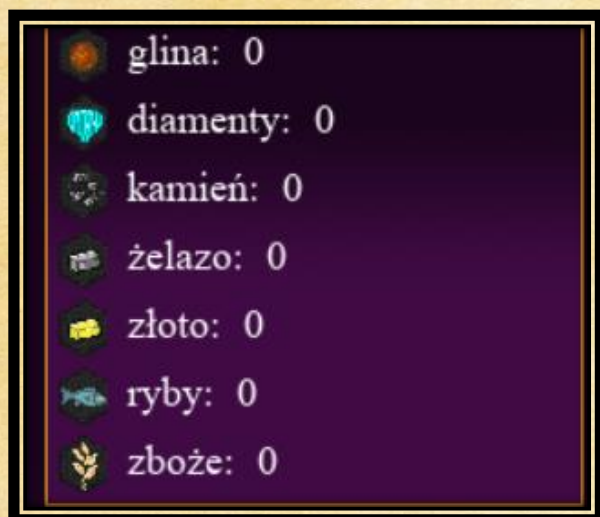 glina: 0
diamenty: 0
kamień: 0
żelazo: 0
złoto: 0
ryby: 0
zboże: 0